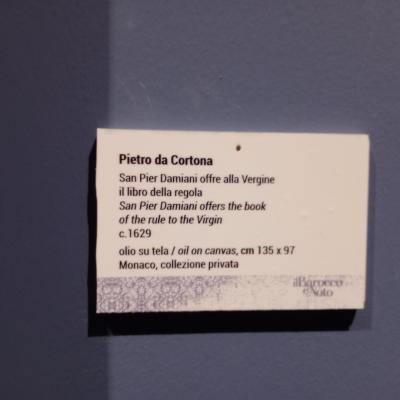 Pietro da Cortona
San Pier Damiani offre alla Vergine
il libro della regola
San Pier Damiani offers the book
of the rule to the Virgin
c.1629
olio su tela / oil on canvas, cm 135 x 97
Monaco, collezione privata
il Barocco
è Noto